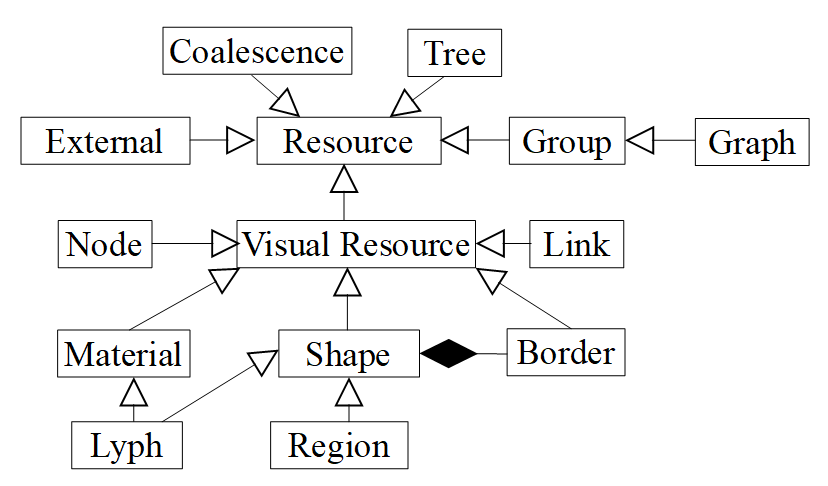 Coalescence
Tree
External
Resource
Group
Graph
Node
Visual Resource
Link
Material
Shape
Border
Lyph
Region